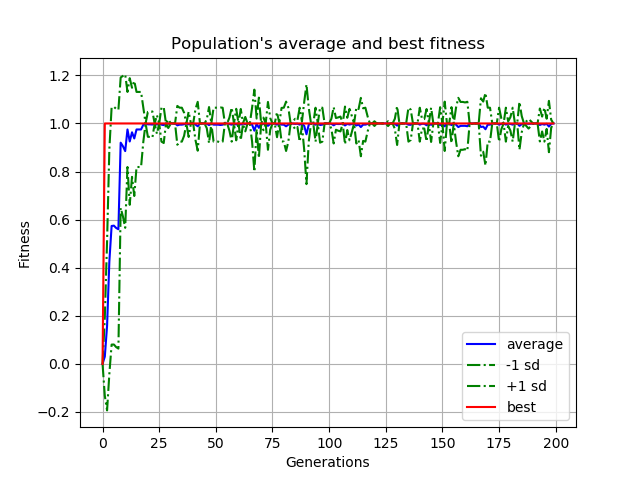 Population's average and best fitness
Fitness
1.2
1.0
0.8
0.6
0.4
0.2
0.0
−0.2
average
-1 sd
+1 sd
best
0 25 50 75 100 125 150 175 200
Generations